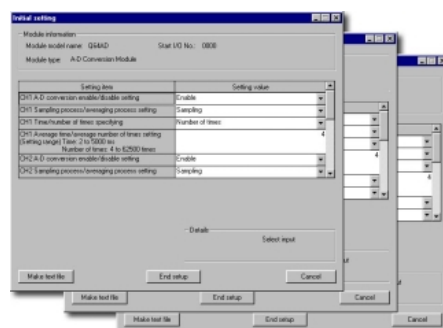 Initial setting
Module information
Module model name: Q64AD Start I/O No.: 0000
Module type: A-D Conversion Module
Setting item Setting value
CH1 A-D conversion enable/disable setting Enable
CH1 Sampling process/averaging process setting Sampling
CH1 Time/number of times specifying Number of times
CH1 Average time/average number of times setting 4
(Setting range) Time: 2 to 5000 ms
Number of times: 4 to 62500 times
CH2 A-D conversion enable/disable setting Enable
CH2 Sampling process/averaging process setting Sampling
Details
Select input
Make text file End setup Cancel
Make text file End setup Cancel
Make text file End setup Cancel